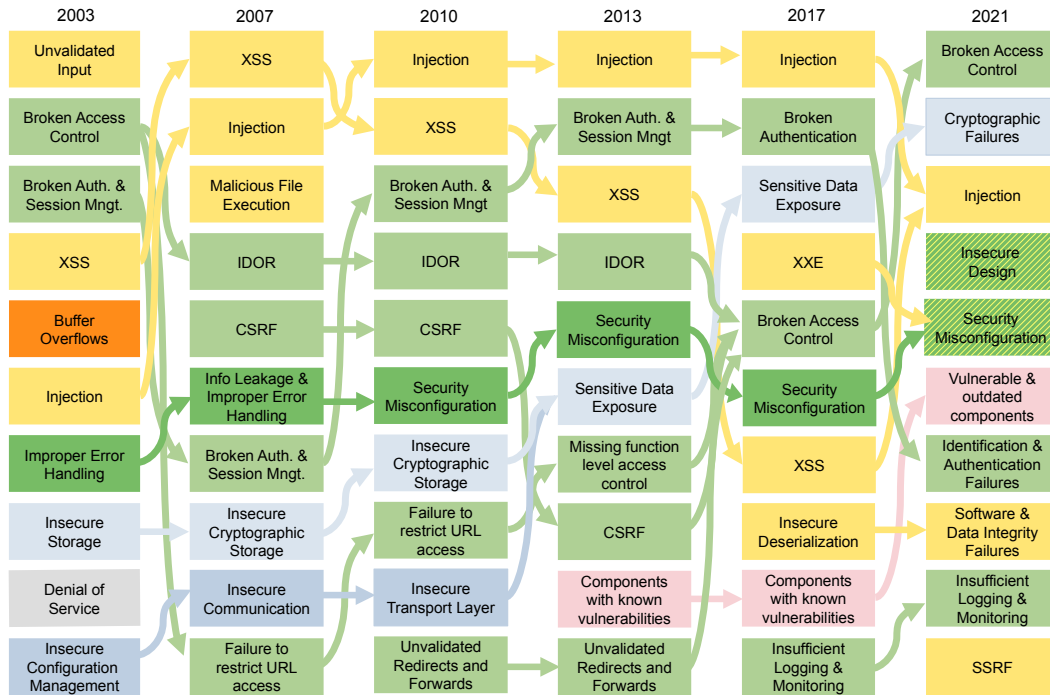 2003
2007
2010
2013
2017
2021
Unvalidated
Input
Broken Access
Control
Broken Auth. &
Session Mngt.
XSS
Buffer
Overflows
Injection
Improper Error
Handling
Insecure
Storage
Denial of
Service
Insecure
Configuration
Management
XSS
Injection
Malicious File
Execution
IDOR
CSRF
Info Leakage &
Improper Error
Handling
Broken Auth. &
Session Mngt.
Insecure
Cryptographic
Storage
Insecure
Communication
Failure to
restrict URL
access
Injection
XSS
Broken Auth. &
Session Mngt
IDOR
CSRF
Security
Misconfiguration
Insecure
Cryptographic
Storage
Failure to
restrict URL
access
Insecure
Transport Layer
Unvalidated
Redirects and
Forwards
Injection
Broken Auth. &
Session Mngt
XSS
IDOR
Security
Misconfiguration
Sensitive Data
Exposure
Missing function
level access
control
CSRF
Components
with known
vulnerabilities
Unvalidated
Redirects and
Forwards
Injection
Broken
Authentication
Sensitive Data
Exposure
XXE
Broken Access
Control
Security
Misconfiguration
XSS
Insecure
Deserialization
Components
with known
vulnerabilities
Insufficient
Logging &
Monitoring
Broken Access
Control
Cryptographic
Failures
Injection
Insecure
Design
Security
Misconfiguration
Vulnerable &
outdated
components
Identification &
Authentication
Failures
Software &
Data Integrity
Failures
Insufficient
Logging &
Monitoring
SSRF